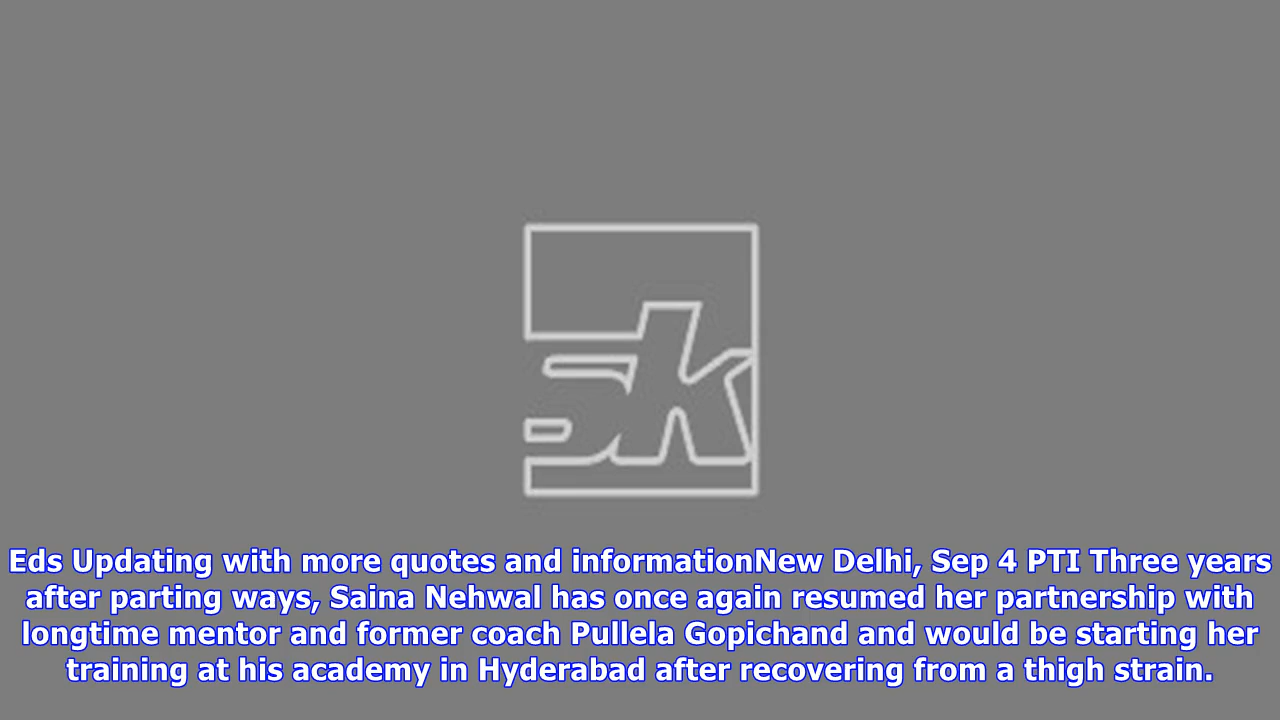 sk
Eds Updating with more quotes and informationNew Delhi, Sep 4 PTI Three years
after parting ways, Saina Nehwal has once again resumed her partnership with
longtime mentor and former coach Pullela Gopichand and would be starting her
training at his academy in Hyderabad after recovering from a thigh strain.